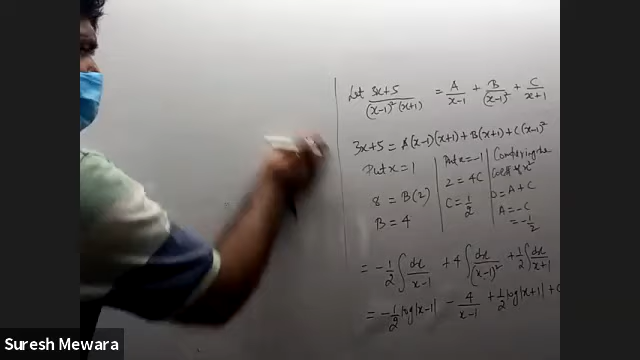 Let 3x+5 / (x-1)² (x+1) = A / x-1 + B / (x-1)² + C / x+1
3x+5 = A(x-1)(x+1) + B(x+1) + C(x-1)²
Put x = 1
8 = B(2)
B = 4
Put x = -1
2 = 4C
C = 1/2
Comparing the
Coeff of x²
0 = A + C
A = -C
= -1/2
= -1/2 ∫ dx / x-1 + 4 ∫ dx / (x-1)² + 1/2 ∫ dx / x+1
= -1/2 log|x-1| - 4 / x-1 + 1/2 log|x+1| + C
Suresh Mewara